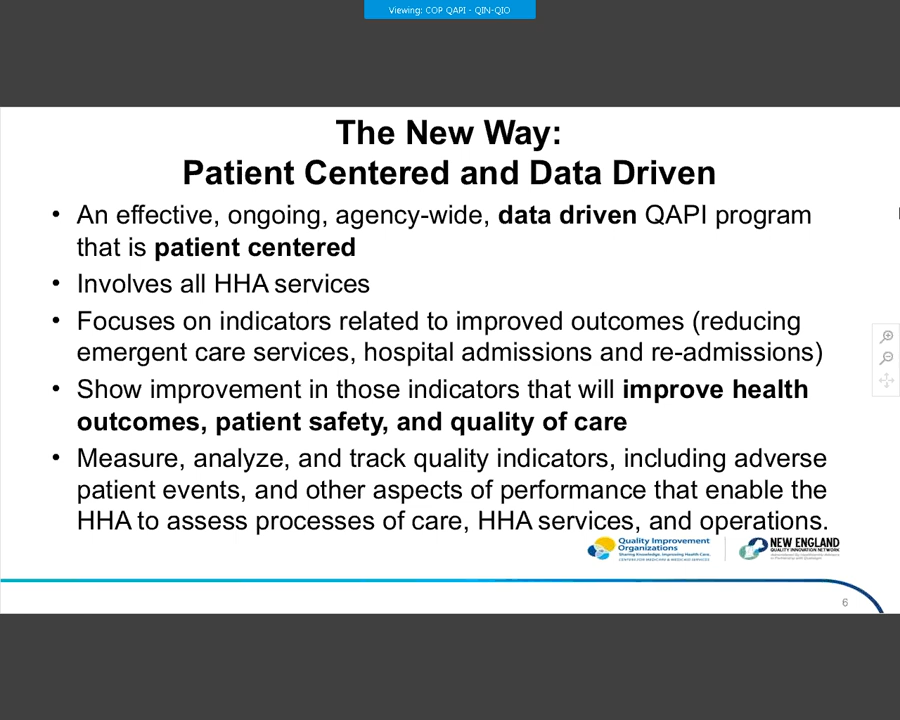 Viewing: COP QAPI - QIN-QIO
The New Way:
Patient Centered and Data Driven
• An effective, ongoing, agency-wide, data driven QAPI program
that is patient centered
• Involves all HHA services
• Focuses on indicators related to improved outcomes (reducing
emergent care services, hospital admissions and re-admissions)
• Show improvement in those indicators that will improve health
outcomes, patient safety, and quality of care
• Measure, analyze, and track quality indicators, including adverse
patient events, and other aspects of performance that enable the
HHA to assess processes of care, HHA services, and operations.
Quality Improvement
Organizations
Sharing Knowledge. Improving Health Care.
CENTERS FOR MEDICARE & MEDICAID SERVICES
NEW ENGLAND
QUALITY INNOVATION NETWORK
6